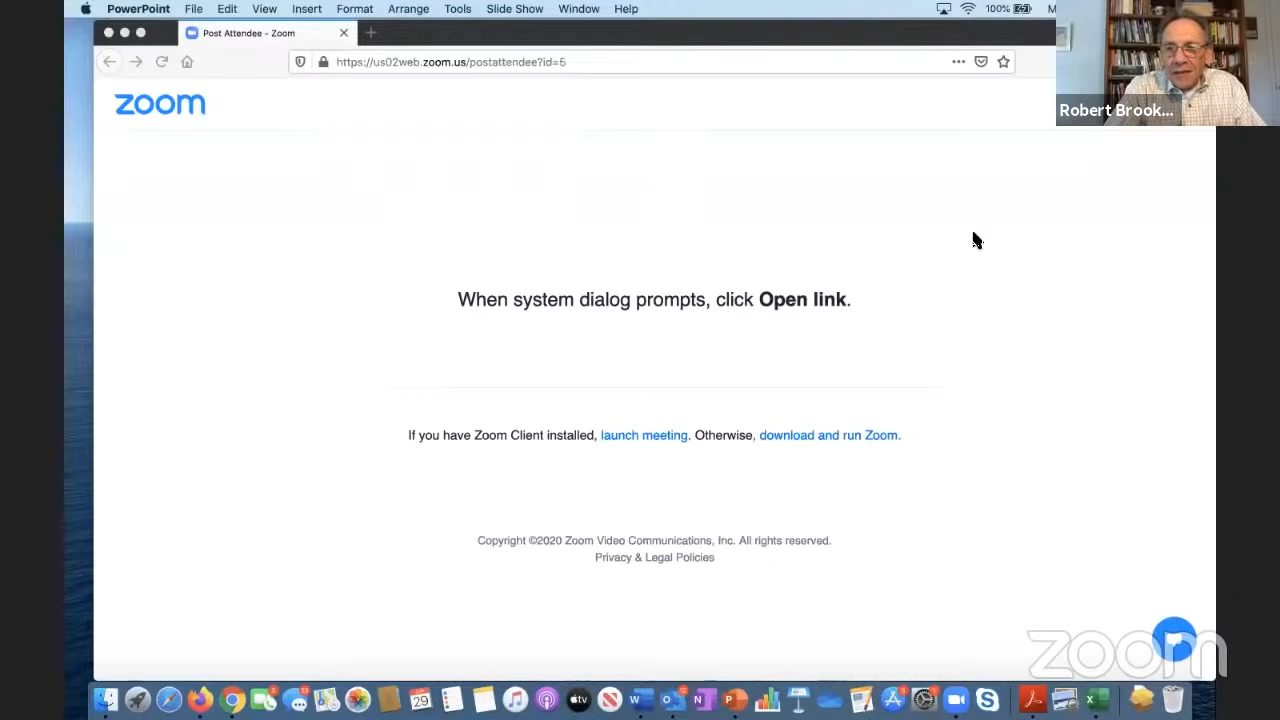 PowerPoint File Edit View Insert Format Arrange Tools Slide Show Window Help 100%
Post Attendee - Zoom
https://us02web.zoom.us/postattendee?id=5
zoom
Robert Brook...
When system dialog prompts, click Open link.
If you have Zoom Client installed, launch meeting. Otherwise, download and run Zoom.
Copyright ©2020 Zoom Video Communications, Inc. All rights reserved.
Privacy & Legal Policies
zoom
29
tv